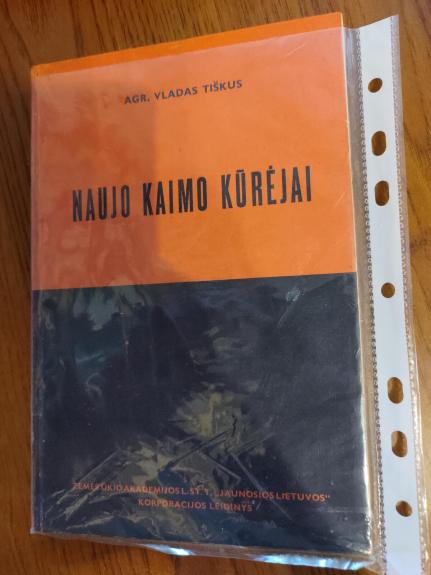 AGR. VLADAS TIŠKUS
NAUJO KAIMO KŪRĖJAI
ŽEMĖS ŪKIO AKADEMIJOS L. ST. T. „JAUNOSIOS LIETUVOS“
KORPORACIJOS LEIDINYS